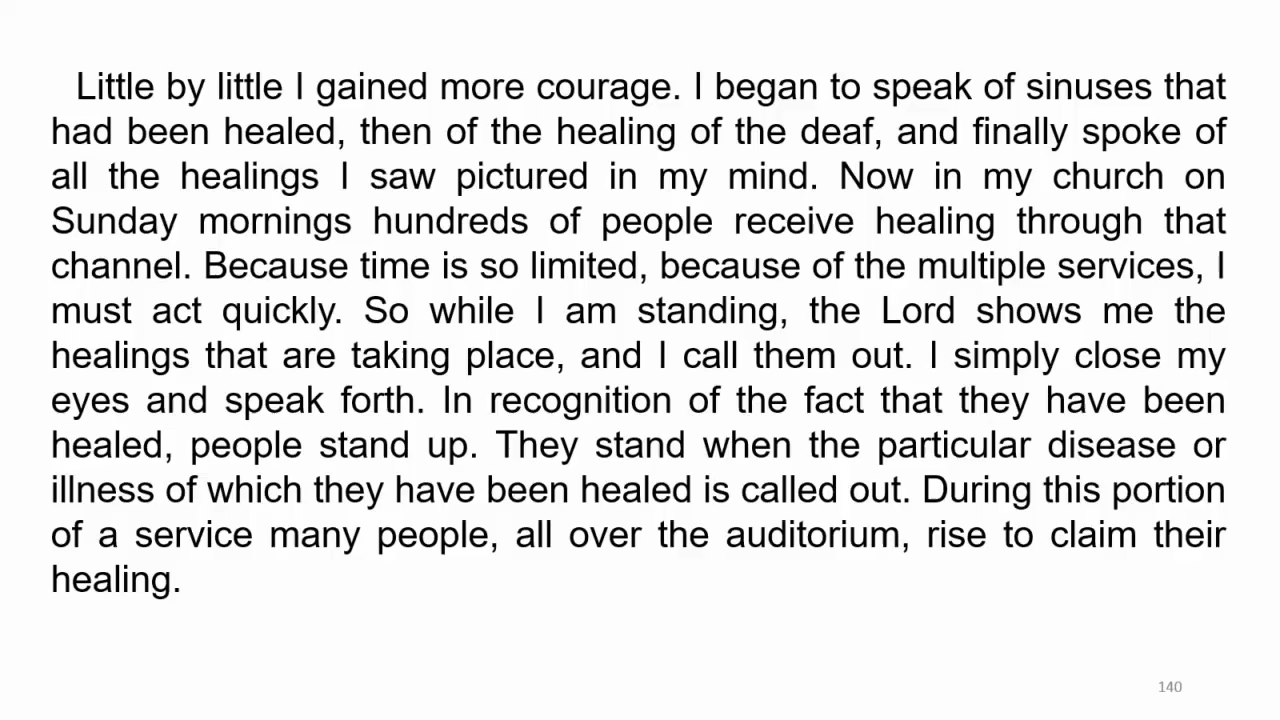 Little by little I gained more courage. I began to speak of sinuses that
had been healed, then of the healing of the deaf, and finally spoke of
all the healings I saw pictured in my mind. Now in my church on
Sunday mornings hundreds of people receive healing through that
channel. Because time is so limited, because of the multiple services, I
must act quickly. So while I am standing, the Lord shows me the
healings that are taking place, and I call them out. I simply close my
eyes and speak forth. In recognition of the fact that they have been
healed, people stand up. They stand when the particular disease or
illness of which they have been healed is called out. During this portion
of a service many people, all over the auditorium, rise to claim their
healing.
140